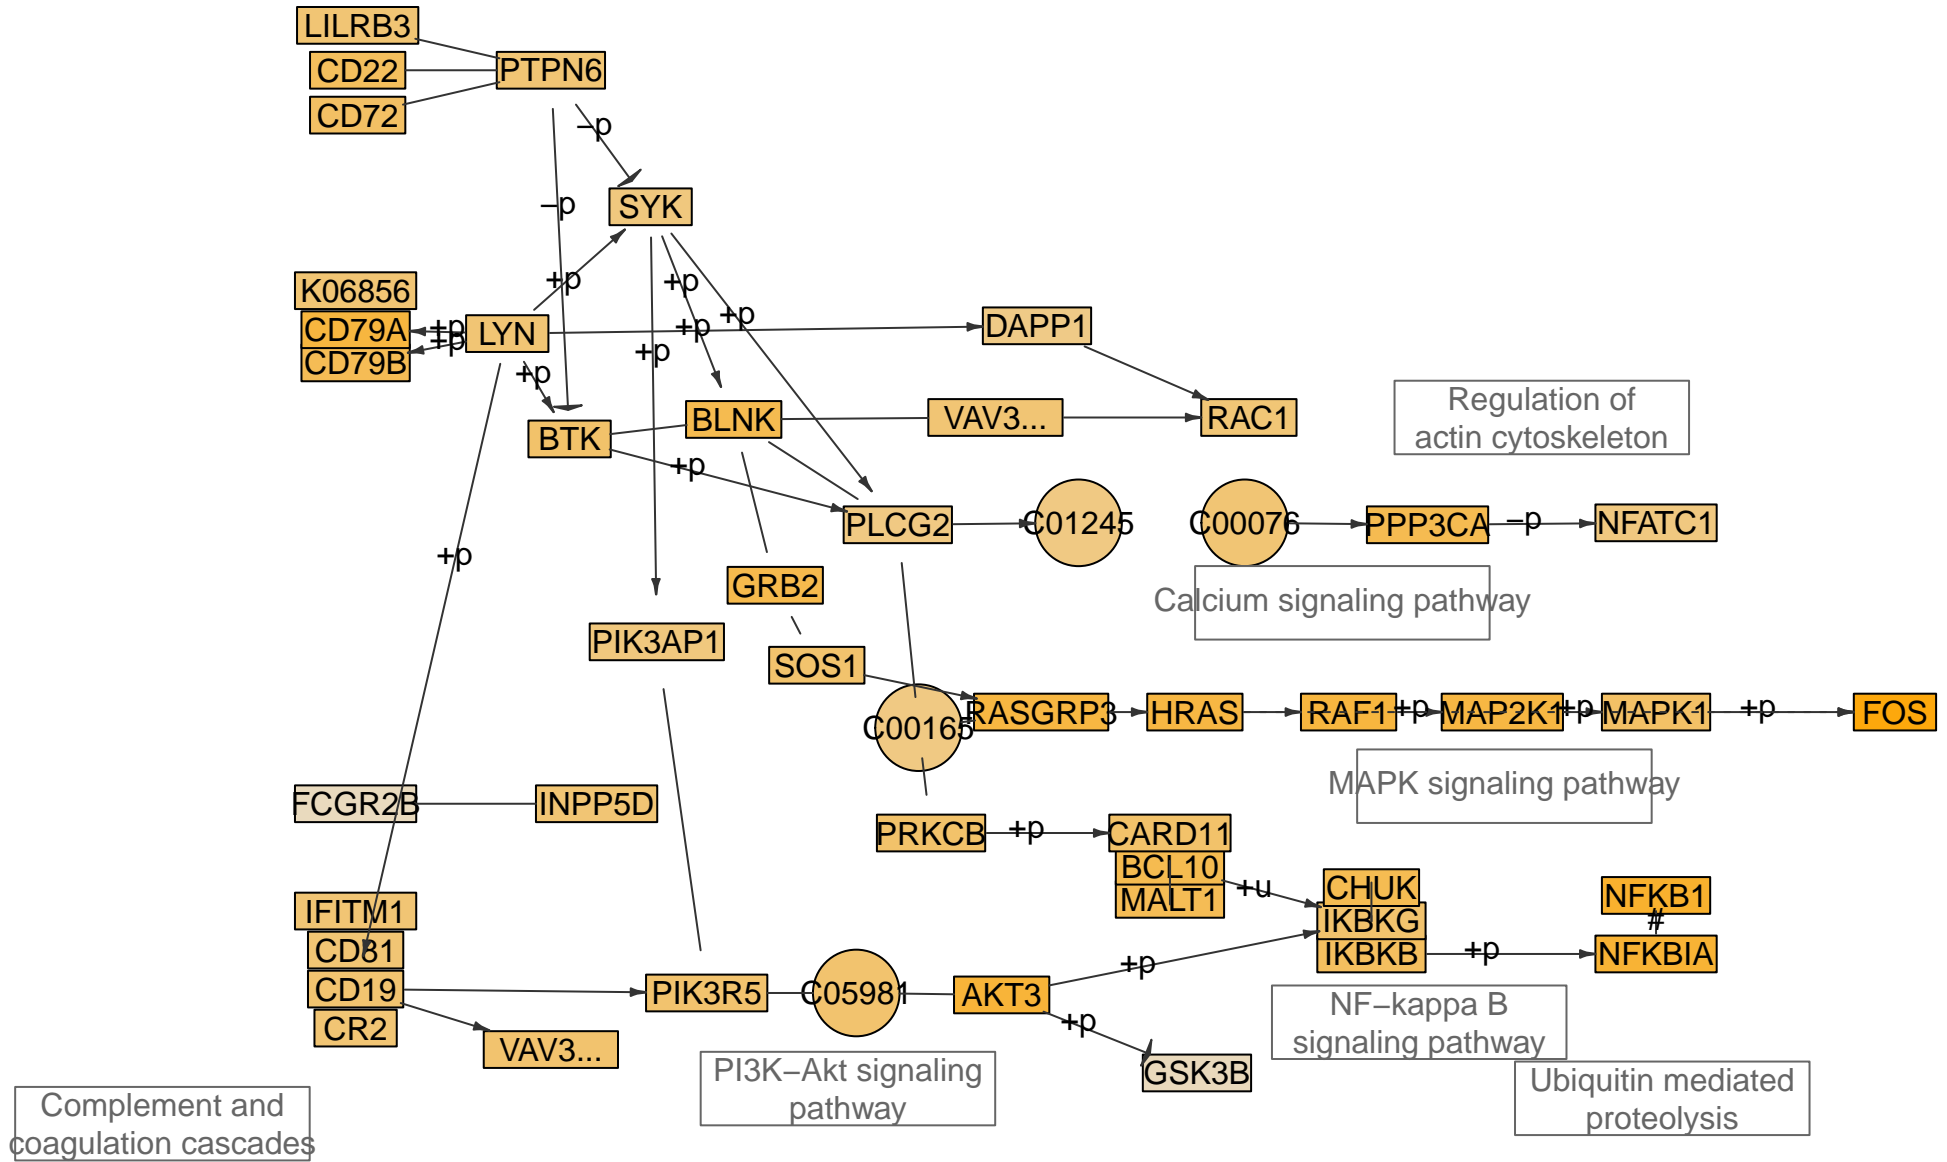 LILRB3
CD22
PTPN6
CD72
–p
SYK
–p
+p
+p
K06856
+p
CD79A
+p
LYN
+p
DAPP1
+p
CD79B
+p
+p
BLNK
VAV3...
RAC1
Regulation of
actin cytoskeleton
BTK
+p
PLCG2
C01245
C00076
PPP3CA
–p
NFATC1
+p
GRB2
Calcium signaling pathway
PIK3AP1
SOS1
C00165
RASGRP3
HRAS
RAF1
+p
MAP2K1
+p
MAPK1
+p
FOS
MAPK signaling pathway
FCGR2B
INPP5D
PRKCB
+p
CARD11
BCL10
+u
CHUK
NFKB1
MALT1
IKBKG
#
IFITM1
CD81
IKBKB
+p
NFKBIA
+p
CD19
PIK3R5
C05981
AKT3
NF–kappa B
signaling pathway
CR2
VAV3...
+p
GSK3B
PI3K–Akt signaling
pathway
Ubiquitin mediated
proteolysis
Complement and
coagulation cascades